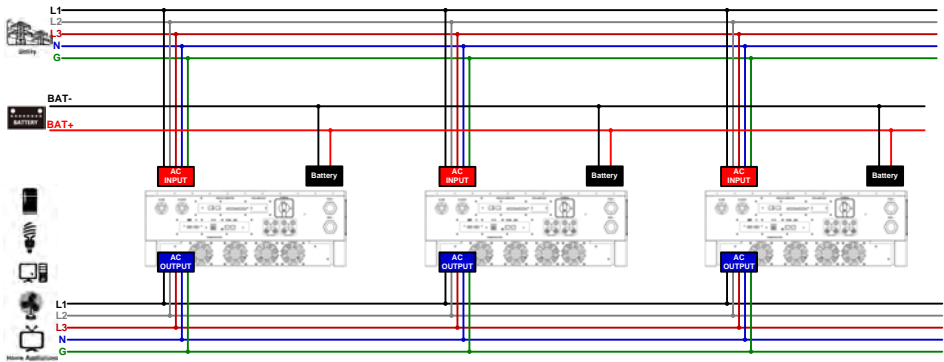 L1
L2
L3
N
G
Utility
BAT-
BATTERY
BAT+
AC
INPUT
Battery
AC
INPUT
Battery
AC
INPUT
Battery
AC
OUTPUT
AC
OUTPUT
AC
OUTPUT
L1
L2
L3
N
G
Home Appliances